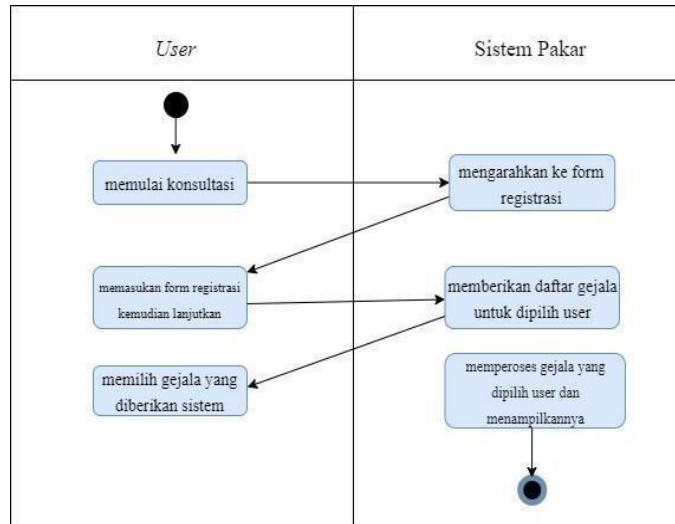 User
Sistem Pakar
memulai konsultasi
mengarahkan ke form
registrasi
memasukan form registrasi
kemudian lanjutkan
memberikan daftar gejala
untuk dipilih user
memilih gejala yang
diberikan sistem
memperoses gejala yang
dipilih user dan
menampilkannya